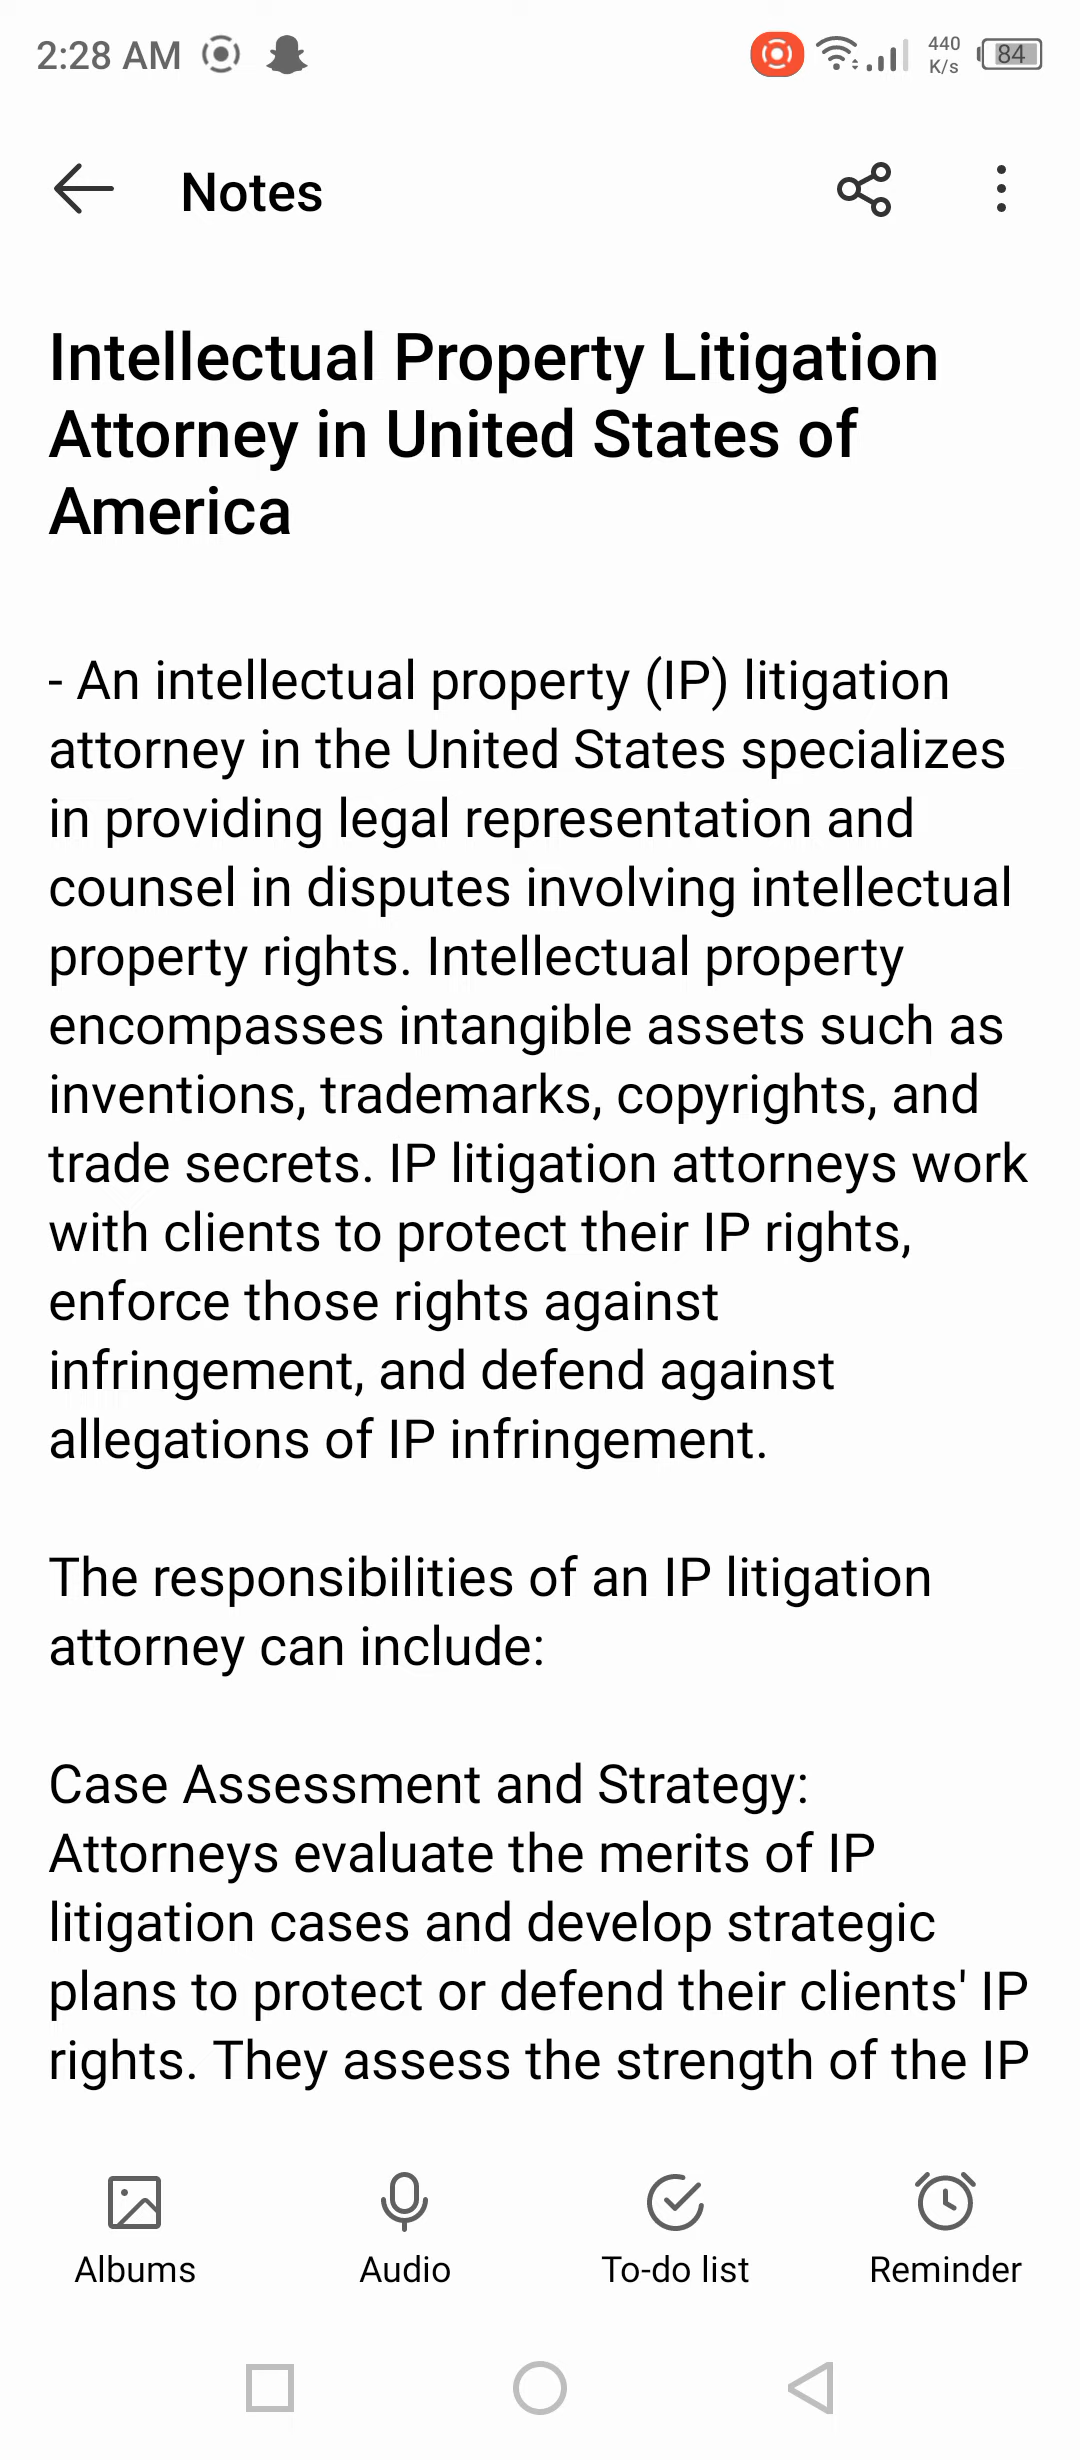 2:28 AM
440
K/s
84
Notes
Intellectual Property Litigation
Attorney in United States of
America
- An intellectual property (IP) litigation
attorney in the United States specializes
in providing legal representation and
counsel in disputes involving intellectual
property rights. Intellectual property
encompasses intangible assets such as
inventions, trademarks, copyrights, and
trade secrets. IP litigation attorneys work
with clients to protect their IP rights,
enforce those rights against
infringement, and defend against
allegations of IP infringement.
The responsibilities of an IP litigation
attorney can include:
Case Assessment and Strategy:
Attorneys evaluate the merits of IP
litigation cases and develop strategic
plans to protect or defend their clients' IP
rights. They assess the strength of the IP
Albums
Audio
To-do list
Reminder